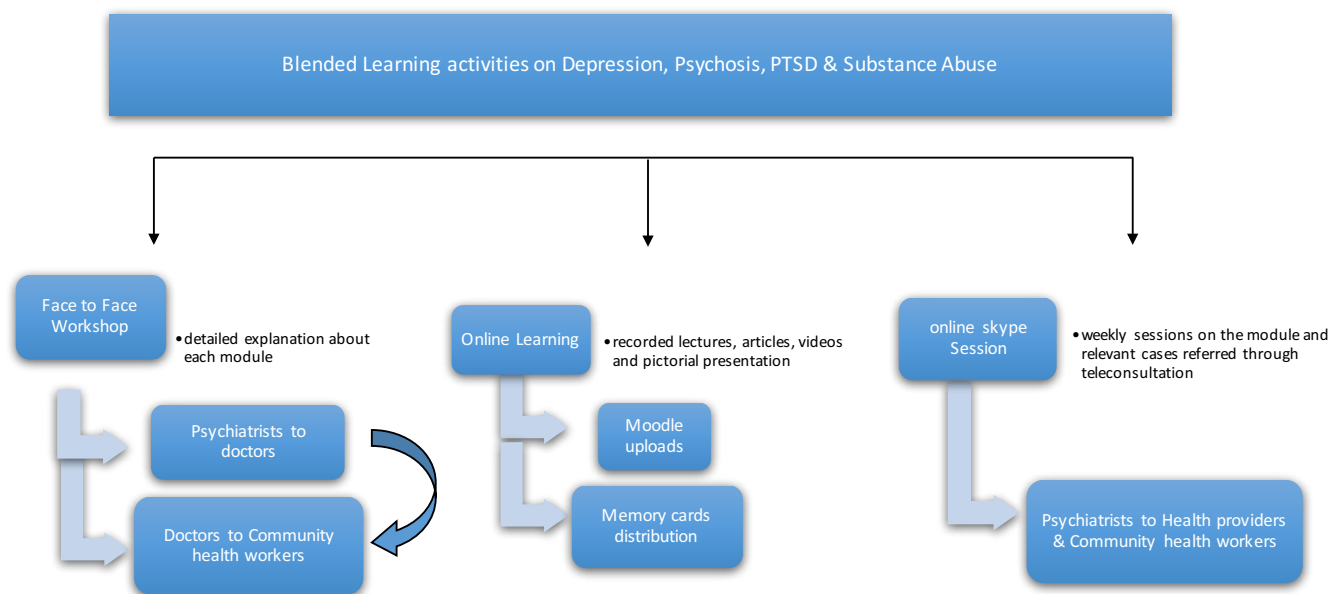 Blended Learning activities on Depression, Psychosis, PTSD & Substance Abuse
Face to Face
Workshop
•detailed explanation about
each module
Psychiatrists to
doctors
Doctors to Community
health workers
Online Learning
•recorded lectures, articles, videos
and pictorial presentation
Moodle
uploads
Memory cards
distribution
online skype
Session
•weekly sessions on the module and
relevant cases referred through
teleconsultation
Psychiatrists to Health providers
& Community health workers